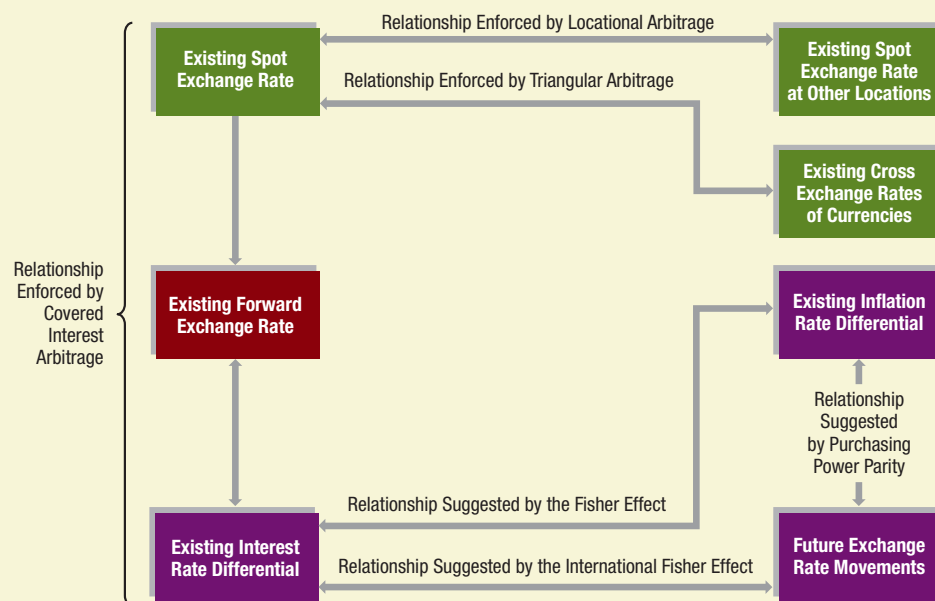 Relationship Enforced by Locational Arbitrage
Existing Spot
Exchange Rate
Existing Spot
Exchange Rate
at Other Locations
Relationship Enforced by Triangular Arbitrage
Existing Cross
Exchange Rates
of Currencies
Relationship
Enforced by
Covered
Interest
Arbitrage
Existing Forward
Exchange Rate
Existing Inflation
Rate Differential
Relationship
Suggested
by Purchasing
Power Parity
Relationship Suggested by the Fisher Effect
Existing Interest
Rate Differential
Relationship Suggested by the International Fisher Effect
Future Exchange
Rate Movements